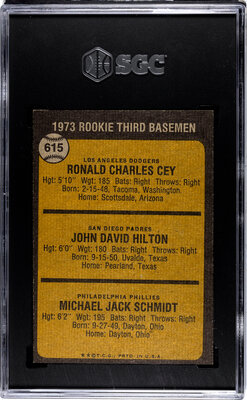 SGC
1973 ROOKIE THIRD BASEMEN
615
LOS ANGELES DODGERS
RONALD CHARLES CEY
Hgt: 5'10" Wgt: 185 Bats: Right Throws: Right
Born: 2-15-48, Tacoma, Washington
Home: Scottsdale, Arizona
SAN DIEGO PADRES
JOHN DAVID HILTON
Hgt: 6'0" Wgt: 180 Bats: Right Throws: Right
Born: 9-15-50, Uvalde, Texas
Home: Pearland, Texas
PHILADELPHIA PHILLIES
MICHAEL JACK SCHMIDT
Hgt: 6'2" Wgt: 195 Bats: Right Throws: Right
Born: 9-27-49, Dayton, Ohio
Home: Dayton, Ohio
© T.C.G. PRTD. IN U.S.A.